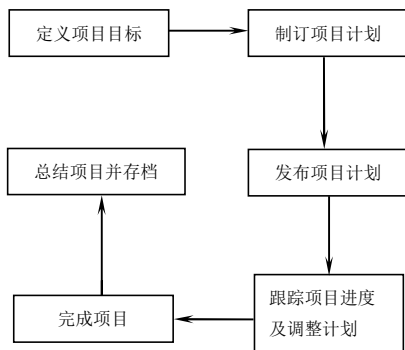 定义项目目标
制订项目计划
总结项目并存档
发布项目计划
完成项目
跟踪项目进度
及调整计划